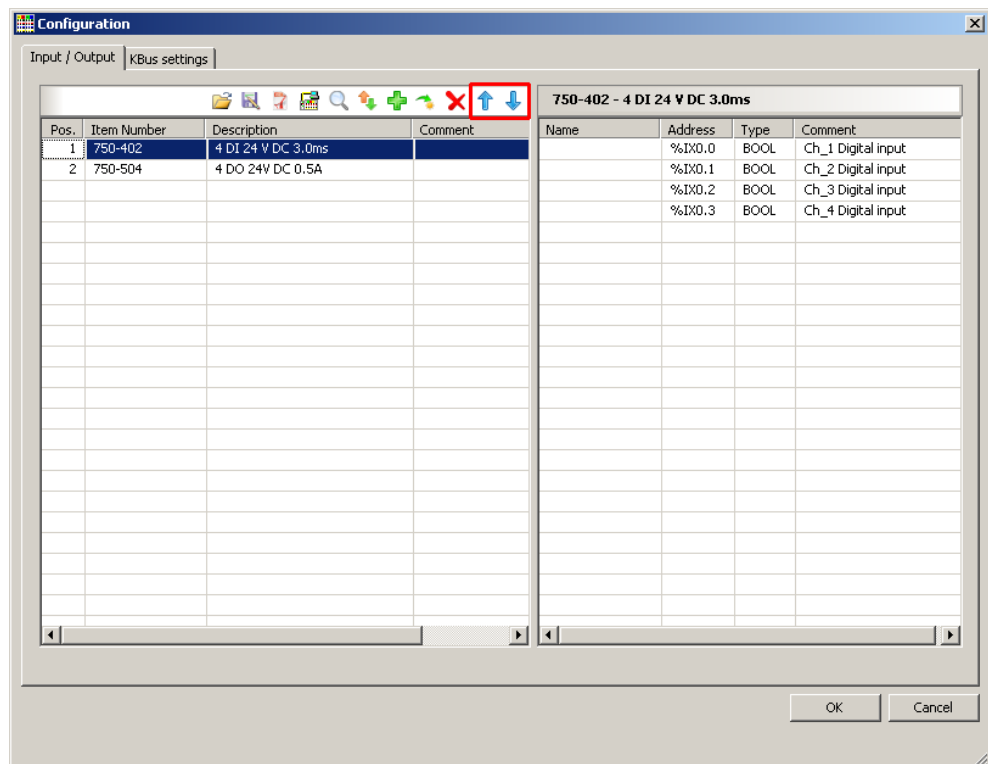 Configuration
Input / Output KBus settings
750-402 - 4 DI 24 V DC 3.0ms
Pos. Item Number Description Comment Name Address Type Comment
1 750-402 4 DI 24 V DC 3.0ms %IX0.0 BOOL Ch_1 Digital input
2 750-504 4 DO 24V DC 0.5A %IX0.1 BOOL Ch_2 Digital input
%IX0.2 BOOL Ch_3 Digital input
%IX0.3 BOOL Ch_4 Digital input
OK Cancel